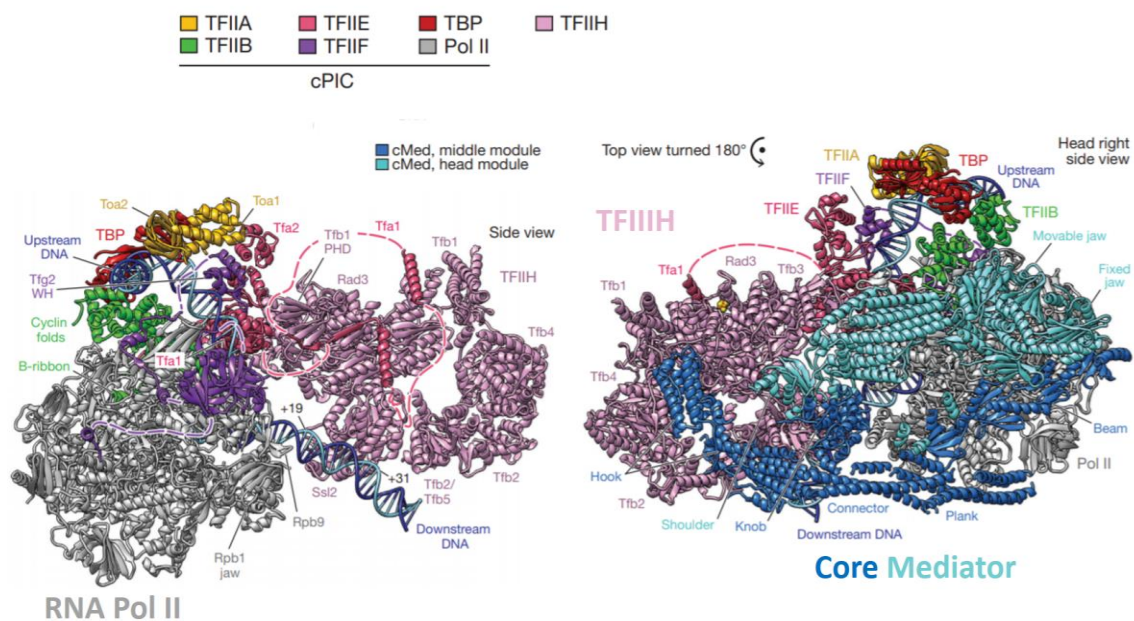 TFIIA TFIIE TBP TFIIH
TFIIB TFIIF Pol II
cPIC
cMed, middle module
cMed, head module
Toa2
Toa1
TBP
Tfa2
Upstream
DNA
Tfg2
WH
Cyclin
folds
B-ribbon
Tfa1
Tfb1
PHD
Rad3
Tfa1
Tfb1
Side view
TFIIH
Tfb4
+19
+31
Ssl2
Tfb2/
Tfb5
Tfb2
Rpb9
Rpb1
jaw
Downstream
DNA
RNA Pol II
Top view turned 180°
Head right
side view
TFIIA
TBP
TFIIF
Upstream
DNA
TFIIE
TFIIB
TFIIIH
Movable jaw
Fixed
jaw
Tfa1
Rad3
Tfb3
Tfb1
Tfb4
Hook
Tfb2
Shoulder
Knob
Connector
Plank
Beam
Pol II
Downstream DNA
Core Mediator